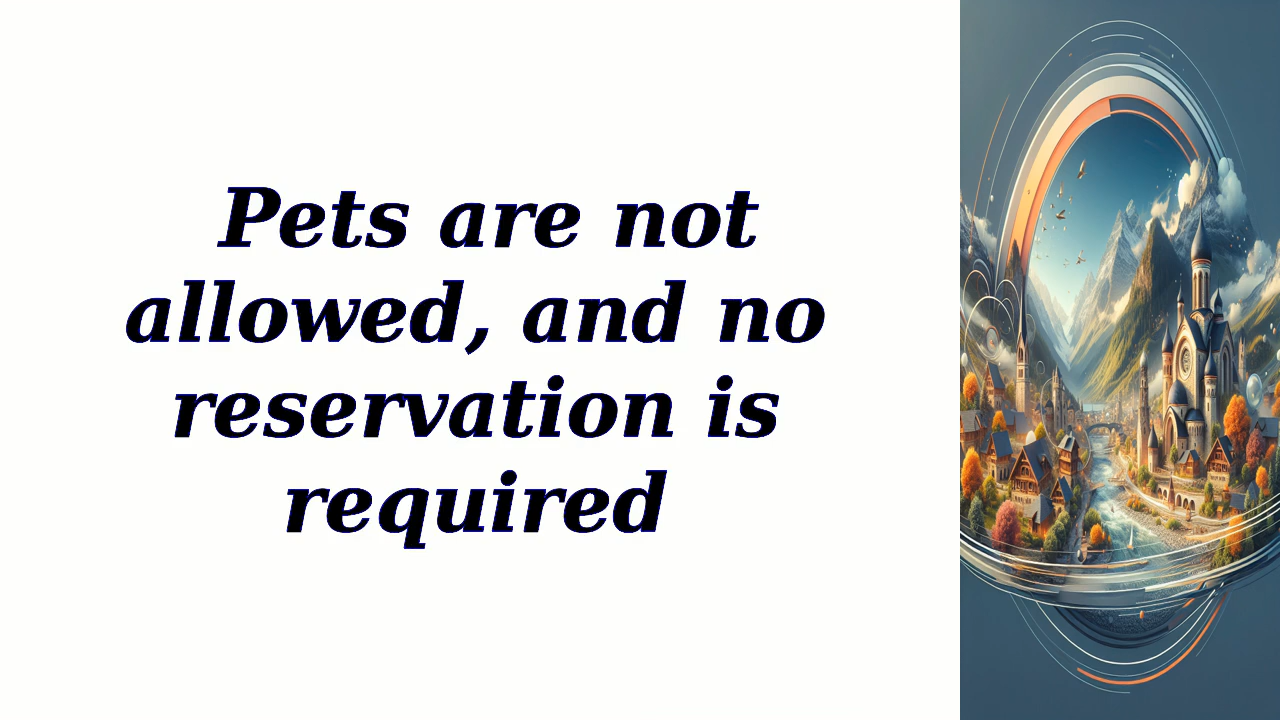 Pets are not
allowed, and no
reservation is
required